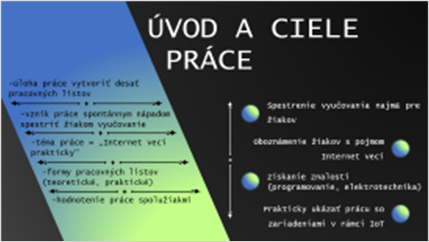 ÚVOD A CIELE
PRÁCE
-úloha práce vytvoriť desať
pracovných listov
-vznik práce spontánnym nápadom
spestriť žiakom vyučovanie
-téma práce = „Internet vecí
prakticky"
-formy pracovných listov
(teoretické, praktické)
-hodnotenie práce spolužiakmi
Spestrenie vyučovania najmä pre
žiakov
Oboznámenie žiakov s pojmom
Internet vecí
Získanie znalostí
(programovanie, elektrotechnika)
Prakticky ukázať prácu so
zariadeniami v rámci IoT